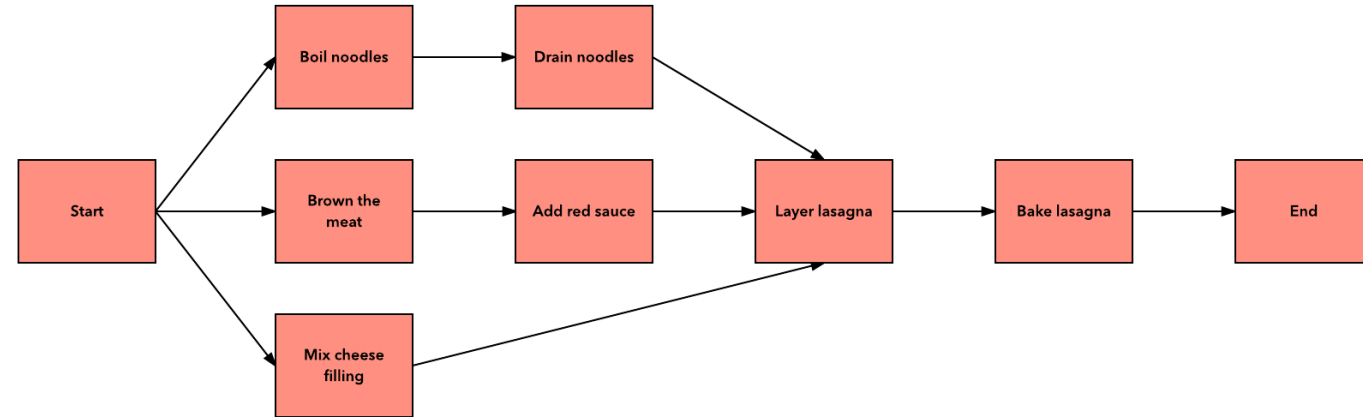 Boil noodles
Drain noodles
Start
Brown the
meat
Add red sauce
Layer lasagna
Bake lasagna
End
Mix cheese
filling